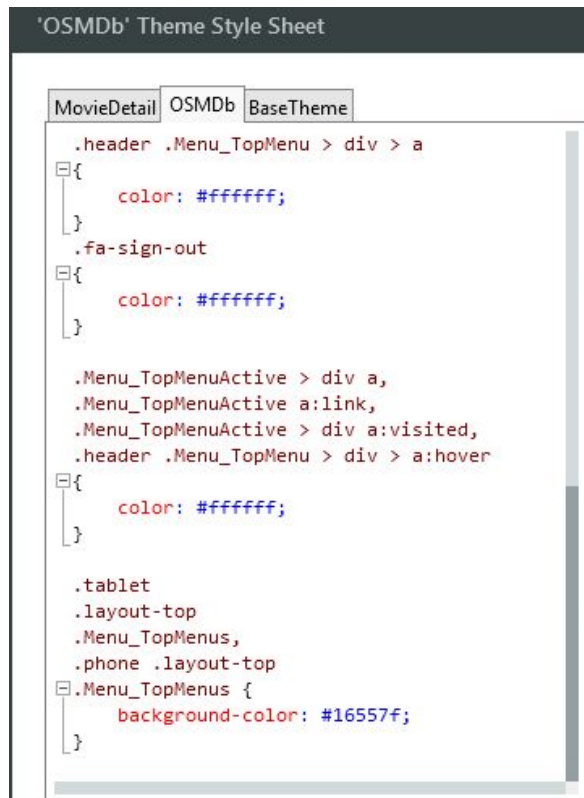 'OSMDb' Theme Style Sheet
MovieDetail OSMDb BaseTheme
.header .Menu_TopMenu > div > a
{
color: #ffffff;
}
.fa-sign-out
{
color: #ffffff;
}
.Menu_TopMenuActive > div a,
.Menu_TopMenuActive a:link,
.Menu_TopMenuActive > div a:visited,
.header .Menu_TopMenu > div > a:hover
{
color: #ffffff;
}
.tablet
.layout-top
.Menu_TopMenus,
.phone .layout-top
.Menu_TopMenus {
background-color: #16557f;
}